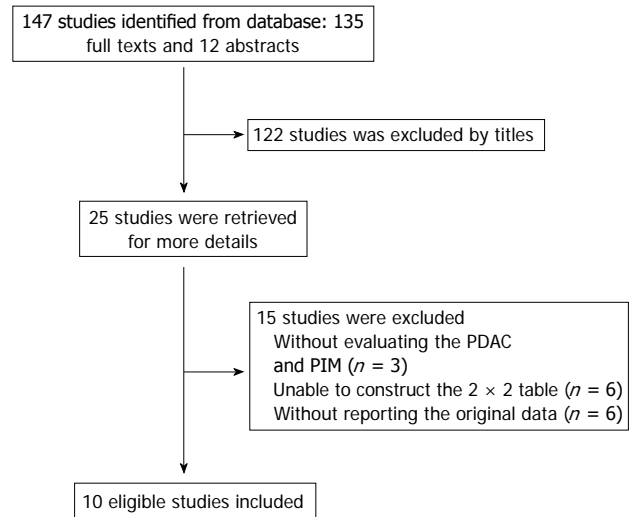 147 studies identified from database: 135
full texts and 12 abstracts
122 studies was excluded by titles
25 studies were retrieved
for more details
15 studies were excluded
Without evaluating the PDAC
and PIM (n = 3)
Unable to construct the 2 × 2 table (n = 6)
Without reporting the original data (n = 6)
10 eligible studies included